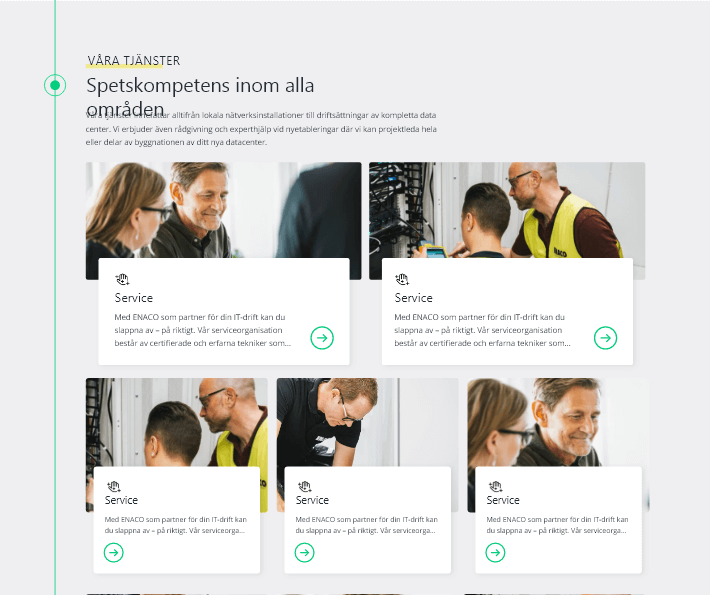 VÅRA TJÄNSTER
Spetskompetens inom alla
områden
Våra tjänster omfattar alltifrån lokala nätverksinstallationer till driftsättningar av kompletta data
center. Vi erbjuder även rådgivning och experthjälp vid nyetableringar där vi kan projektleda hela
eller delar av byggnationen av ditt nya datacenter.
ENACO
Service
Med ENACO som partner för din IT-drift kan du
slappna av – på riktigt. Vår serviceorganisation
består av certifierade och erfarna tekniker som...
Service
Med ENACO som partner för din IT-drift kan du
slappna av – på riktigt. Vår serviceorganisation
består av certifierade och erfarna tekniker som...
Service
Med ENACO som partner för din IT-drift kan
du slappna av – på riktigt. Vår serviceorga...
Service
Med ENACO som partner för din IT-drift kan
du slappna av – på riktigt. Vår serviceorga...
Service
Med ENACO som partner för din IT-drift kan
du slappna av – på riktigt. Vår serviceorga...